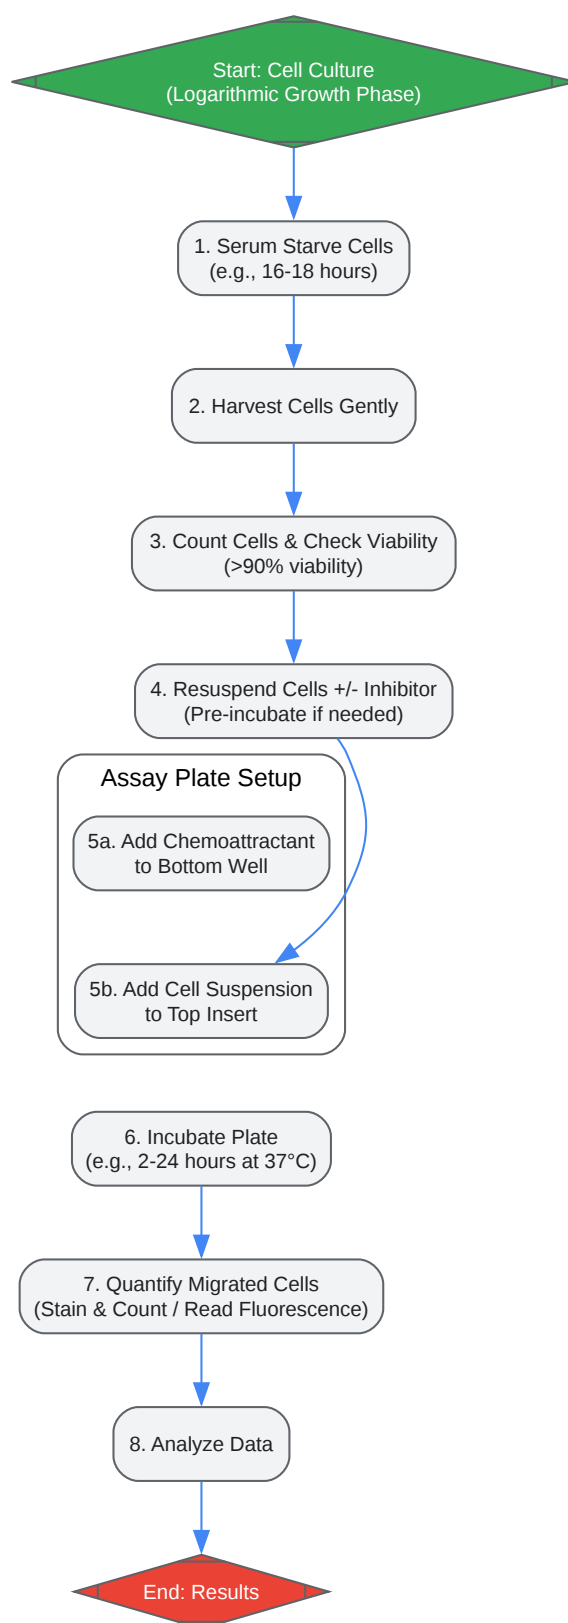 Start: Cell Culture
(Logarithmic Growth Phase)
1. Serum Starve Cells
(e.g., 16-18 hours)
2. Harvest Cells Gently
3. Count Cells & Check Viability
(>90% viability)
4. Resuspend Cells +/- Inhibitor
(Pre-incubate if needed)
Assay Plate Setup
5a. Add Chemoattractant
to Bottom Well
5b. Add Cell Suspension
to Top Insert
6. Incubate Plate
(e.g., 2-24 hours at 37°C)
7. Quantify Migrated Cells
(Stain & Count / Read Fluorescence)
8. Analyze Data
End: Results